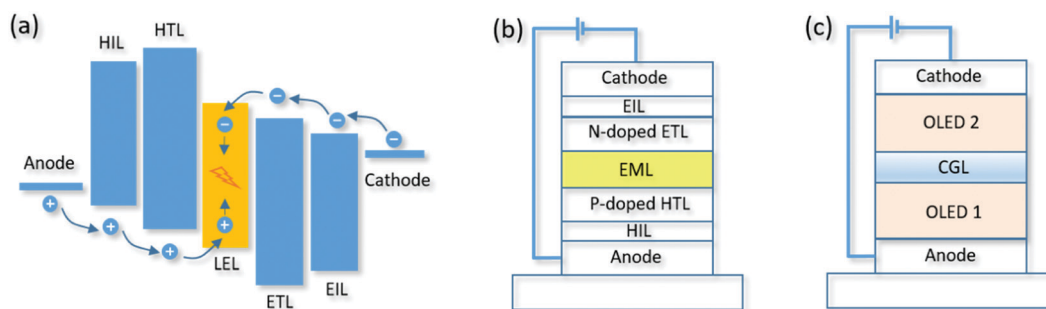 (a)
HIL
HTL
Anode
Cathode
LEL
ETL
EIL
(b)
Cathode
EIL
N-doped ETL
EML
P-doped HTL
HIL
Anode
(c)
Cathode
OLED 2
CGL
OLED 1
Anode